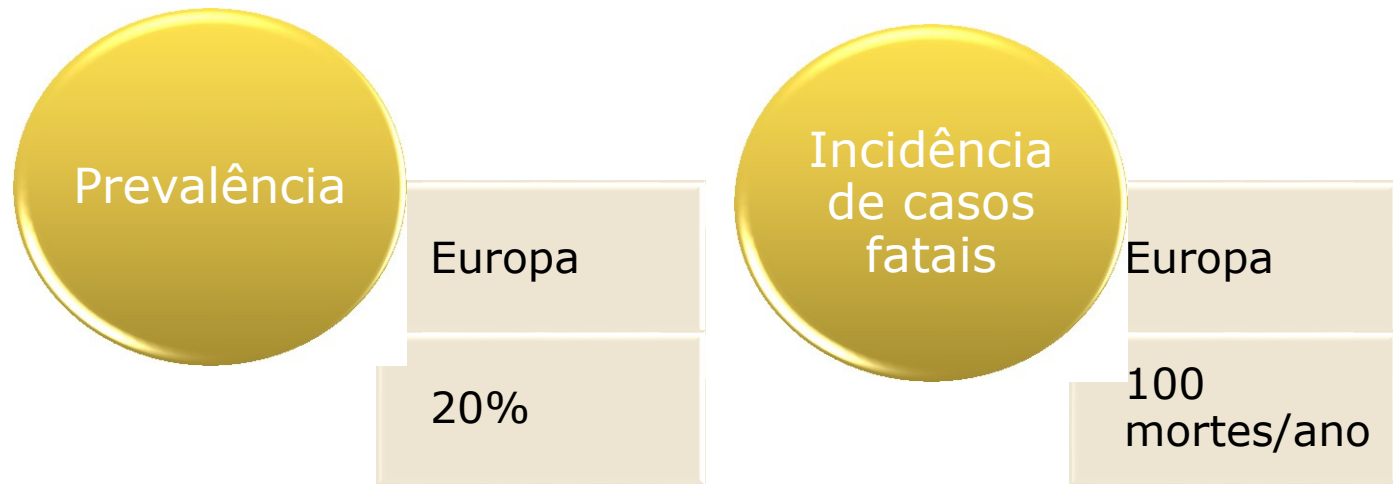 Prevalência
Europa
20%
Incidência
de casos
fatais
Europa
100
mortes/ano